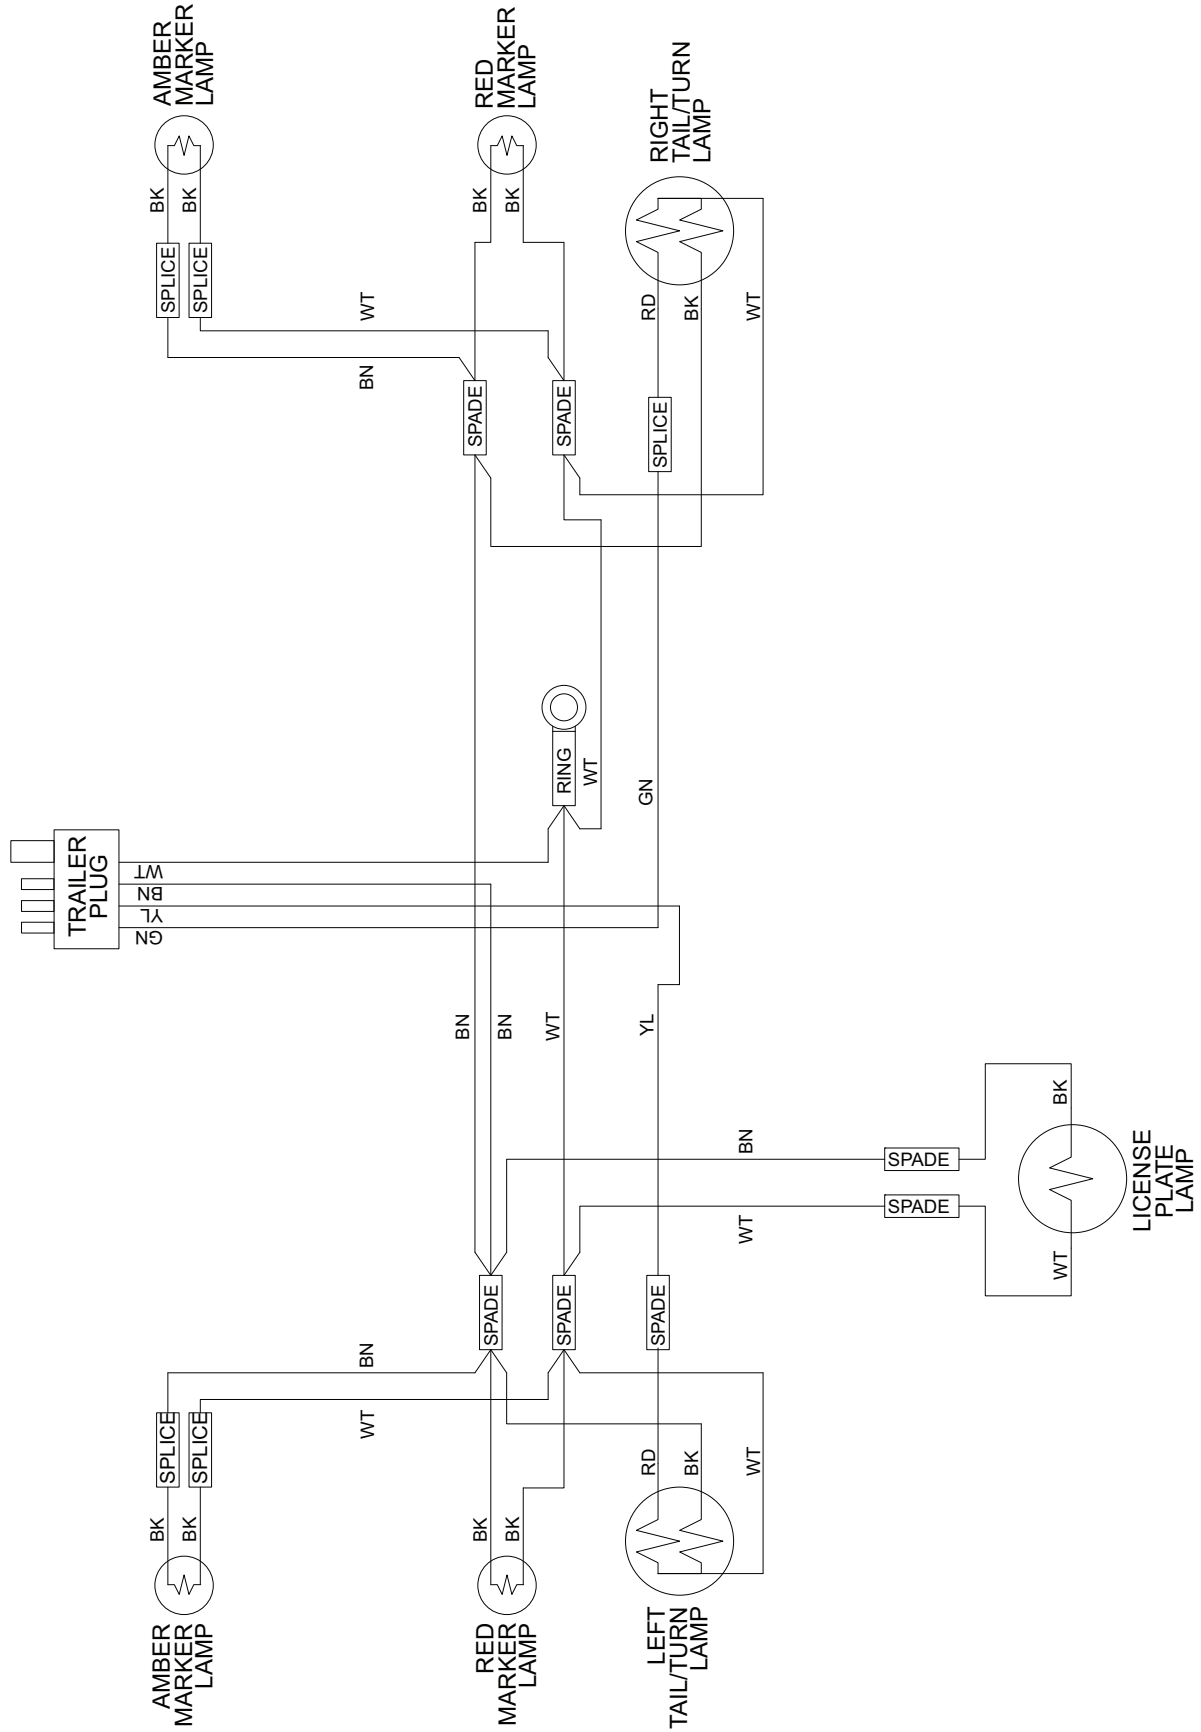 AMBER
MARKER
LAMP
BK
BK
SPLICE
SPLICE
BN
WT
AMBER
MARKER
LAMP
BK
BK
SPLICE
SPLICE
WT
BN
TRAILER
PLUG
WT
BN
YL
GN
RED
MARKER
LAMP
BK
BK
SPADE
SPADE
BN
BN
WT
RING
WT
SPADE
SPADE
BK
BK
RED
MARKER
LAMP
LEFT
TAIL/TURN
LAMP
RD
BK
WT
SPADE
YL
GN
SPLICE
RD
BK
WT
RIGHT
TAIL/TURN
LAMP
WT
BN
SPADE
SPADE
WT
BK
LICENSE
PLATE
LAMP